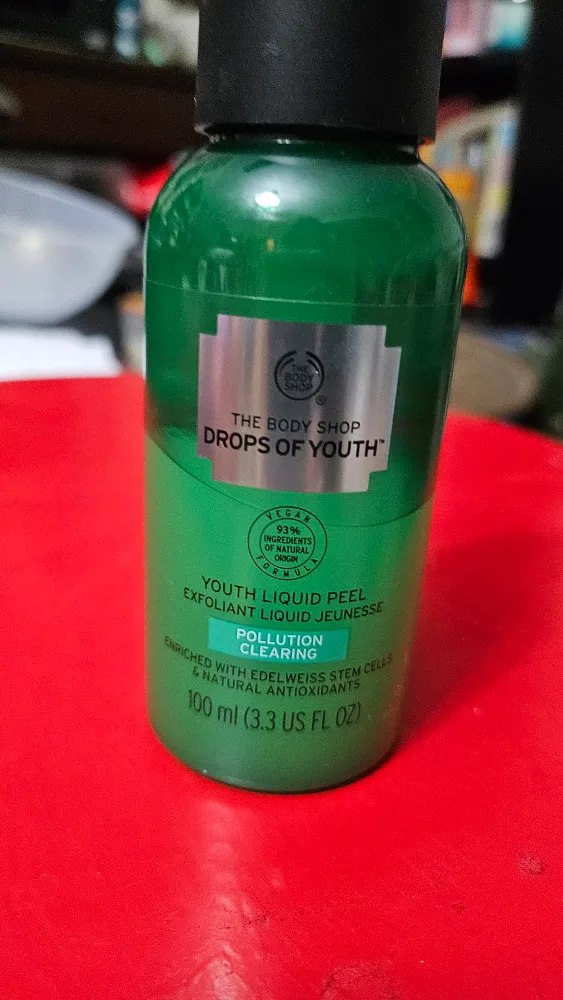 THE
BODY
SHOP
®
THE BODY SHOP
DROPS OF YOUTH™
VEGAN
93%
INGREDIENTS
OF NATURAL
ORIGIN
FORMULA
YOUTH LIQUID PEEL
EXFOLIANT LIQUID JEUNESSE
POLLUTION
CLEARING
ENRICHED WITH EDELWEISS STEM CELLS
& NATURAL ANTIOXIDANTS
100 ml (3.3 US FL OZ)